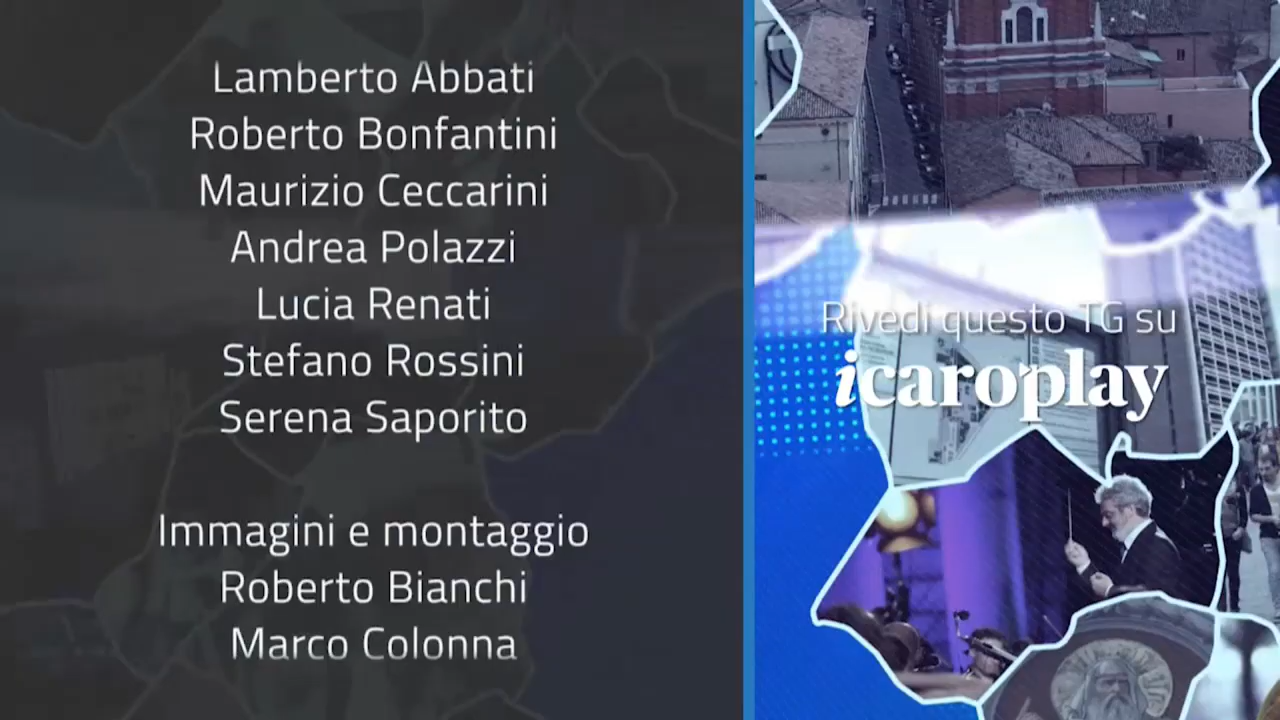 Lamberto Abbati
Roberto Bonfantini
Maurizio Ceccarini
Andrea Polazzi
Lucia Renati
Stefano Rossini
Serena Saporito
Immagini e montaggio
Roberto Bianchi
Marco Colonna
Rivedi questo TG su
icaroplay